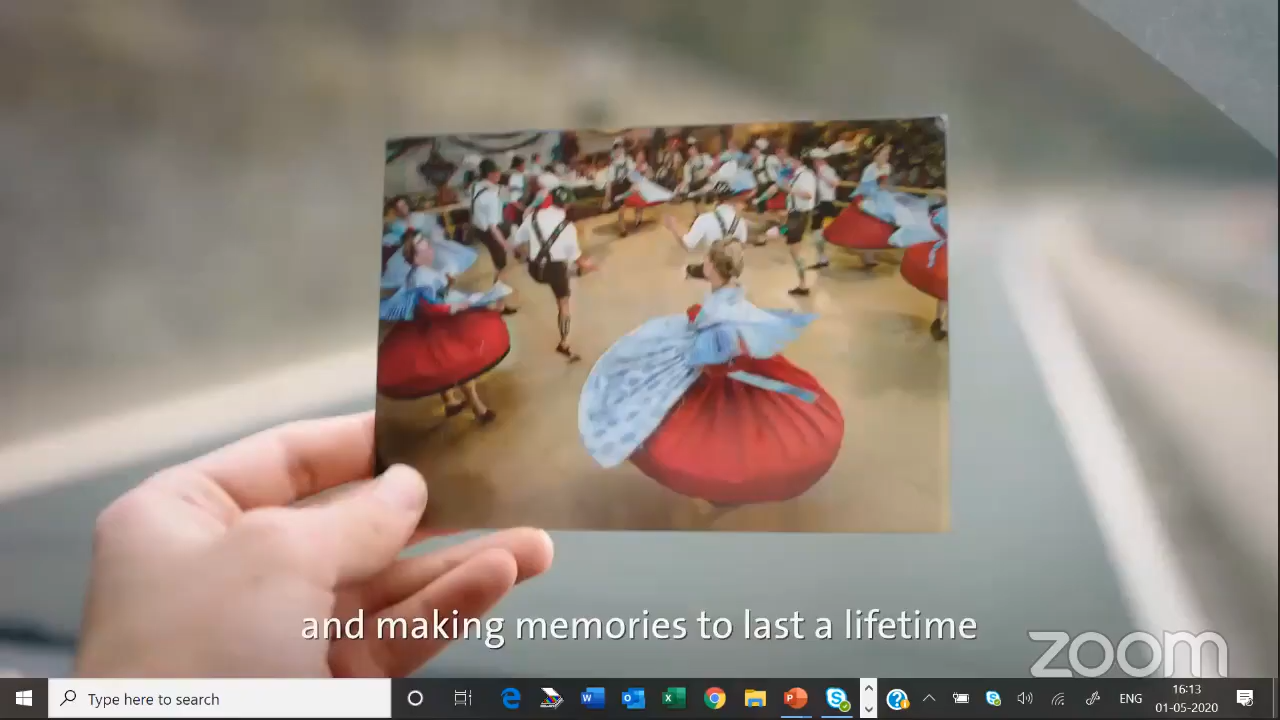 and making memories to last a lifetime
zoom
Type here to search
ENG
16:13
01-05-2020